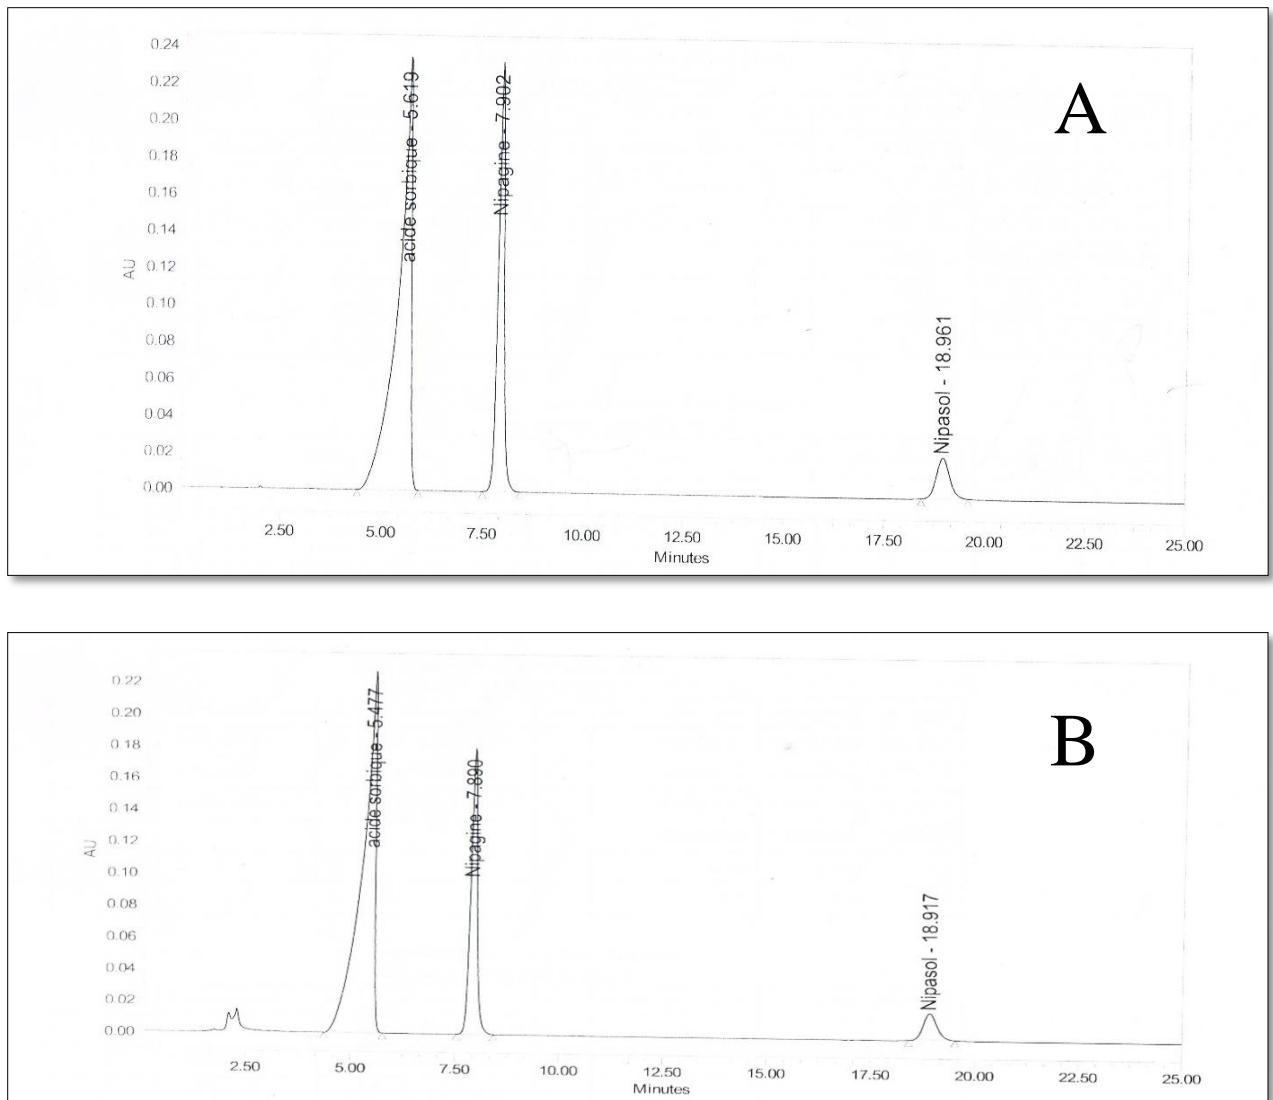 0.24
0.22
0.20
0.18
0.16
0.14
0.12
0.10
0.08
0.06
0.04
0.02
0.00
AU
acide sorbique - 5.619
Nipagine - 7.902
Nipasol - 18.961
A
2.50 5.00 7.50 10.00 12.50 15.00 17.50 20.00 22.50 25.00
Minutes
0.22
0.20
0.18
0.16
0.14
0.12
0.10
0.08
0.06
0.04
0.02
0.00
AU
acide sorbique - 5.477
Nipagine - 7.890
Nipasol - 18.917
B
2.50 5.00 7.50 10.00 12.50 15.00 17.50 20.00 22.50 25.00
Minutes